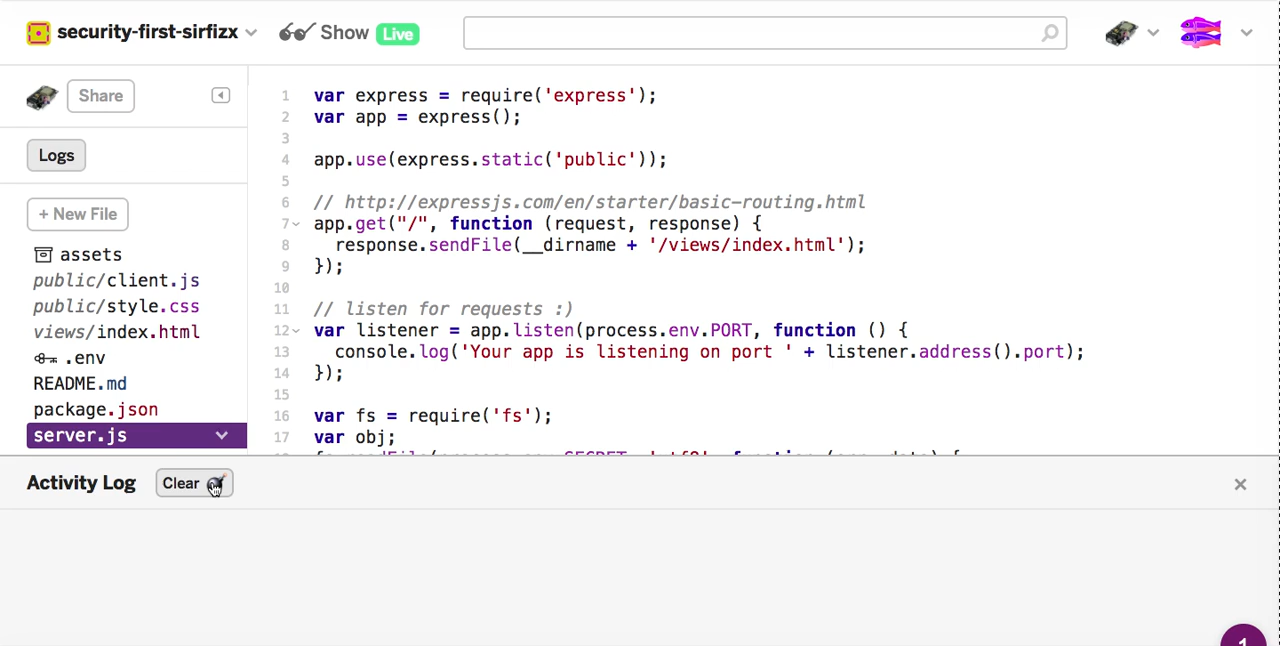 security-first-sirfizx
Show Live
Share
Logs
+ New File
assets
public/client.js
public/style.css
views/index.html
.env
README.md
package.json
server.js
1 var express = require('express');
2 var app = express();
3
4 app.use(express.static('public'));
5
6 // http://expressjs.com/en/starter/basic-routing.html
7 app.get("/", function (request, response) {
8 response.sendFile(__dirname + '/views/index.html');
9 });
10
11 // listen for requests :)
12 var listener = app.listen(process.env.PORT, function () {
13 console.log('Your app is listening on port ' + listener.address().port);
14 });
15
16 var fs = require('fs');
17 var obj;
Activity Log Clear